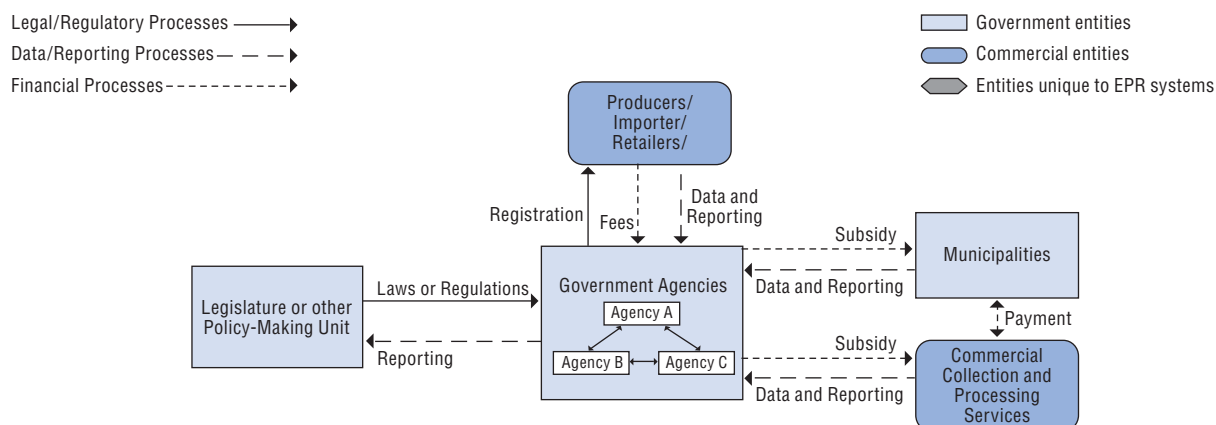 Legal/Regulatory Processes
Data/Reporting Processes
Financial Processes
Government entities
Commercial entities
Entities unique to EPR systems
Producers/
Importer/
Retailers/
Registration
Fees
Data and
Reporting
Legislature or other
Policy-Making Unit
Laws or Regulations
Reporting
Government Agencies
Agency A
Agency B
Agency C
Subsidy
Data and Reporting
Municipalities
Payment
Subsidy
Data and Reporting
Commercial
Collection and
Processing
Services